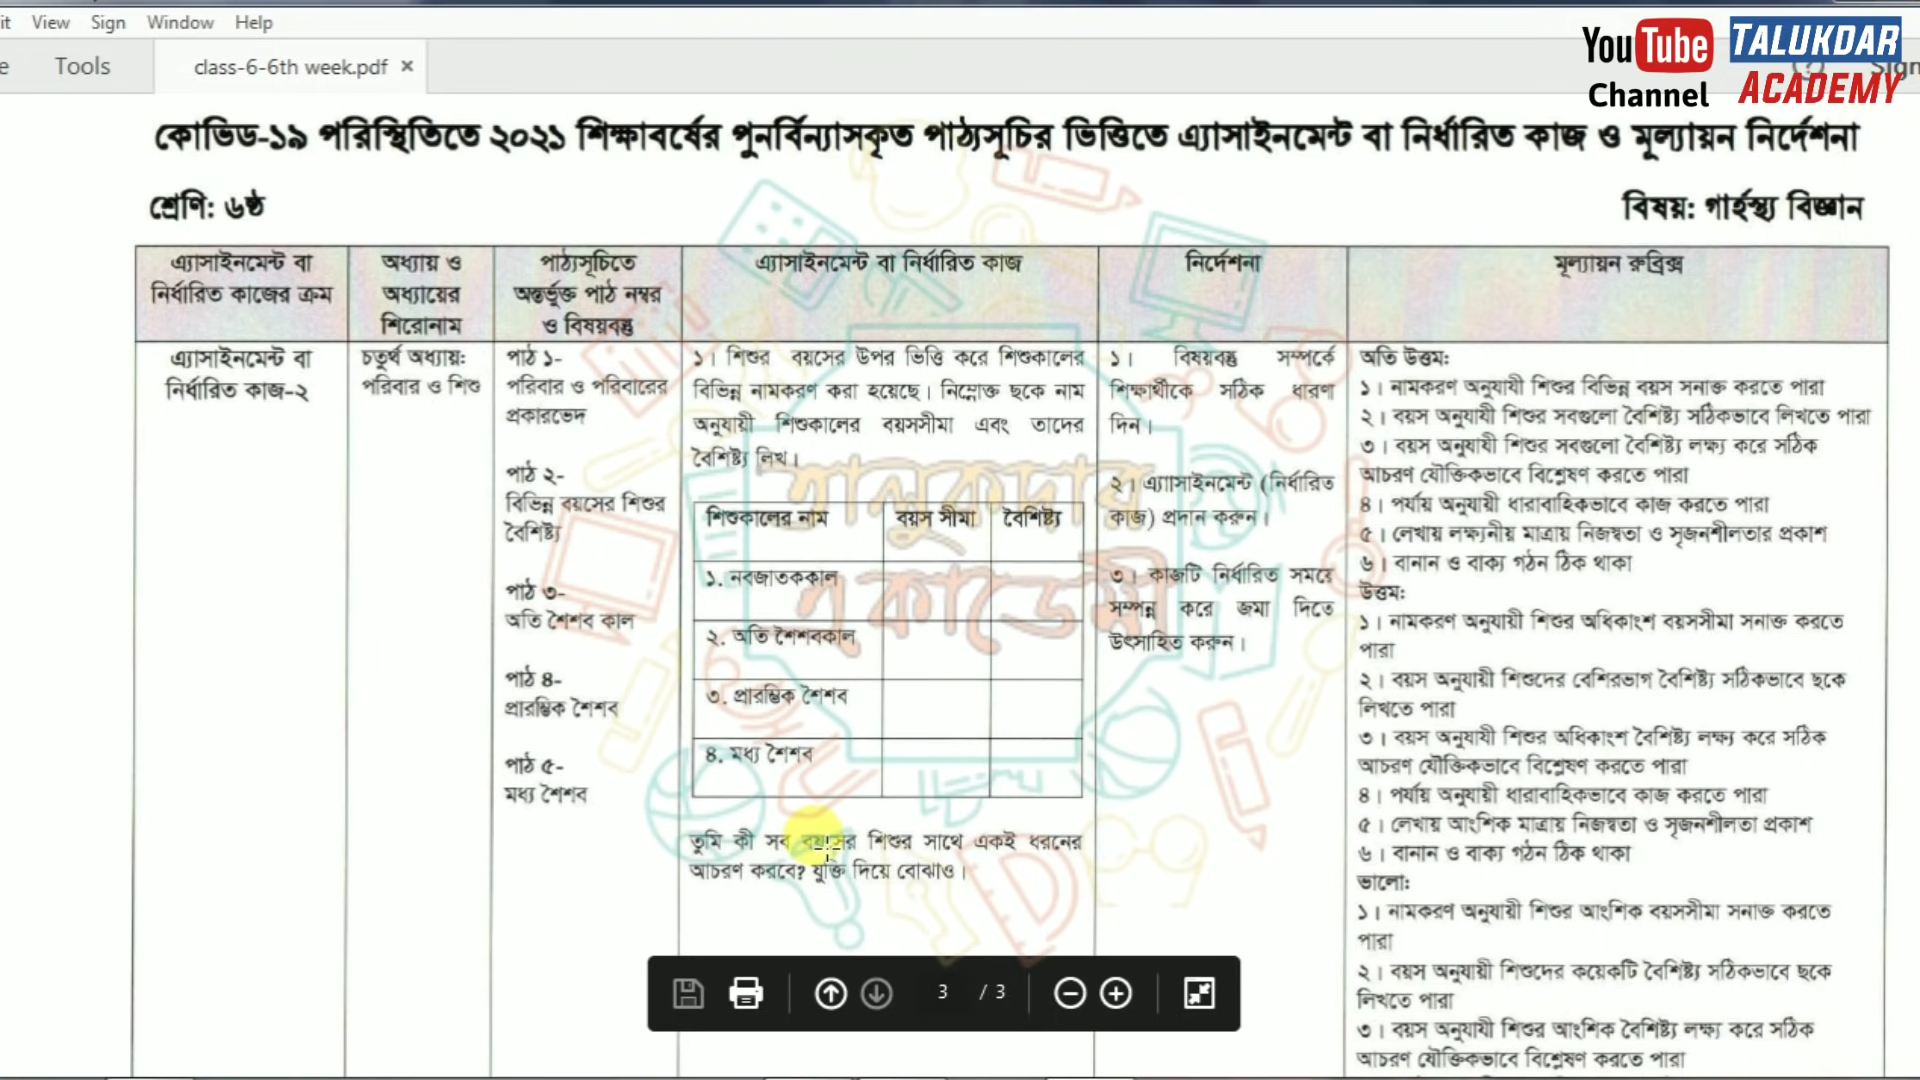 it View Sign Window Help
e Tools class-6-6th week.pdf ×
YouTube TALUKDAR
Channel ACADEMY
Sign
কোভিড-১৯ পরিস্থিতিতে ২০২১ শিক্ষাবর্ষের পুনর্বিন্যাসকৃত পাঠ্যসূচির ভিত্তিতে এ্যাসাইনমেন্ট বা নির্ধারিত কাজ ও মূল্যায়ন নির্দেশনা
শ্রেণি: ৬ষ্ঠ
বিষয়: গার্হস্থ্য বিজ্ঞান
এ্যাসাইনমেন্ট বা
নির্ধারিত কাজের ক্রম
অধ্যায় ও
অধ্যায়ের
শিরোনাম
পাঠ্যসূচিতে
অন্তর্ভুক্ত পাঠ নম্বর
ও বিষয়বস্তু
এ্যাসাইনমেন্ট বা নির্ধারিত কাজ
নির্দেশনা
মূল্যায়ন রুব্রিক্স
এ্যাসাইনমেন্ট বা
নির্ধারিত কাজ-২
চতুর্থ অধ্যায়:
পরিবার ও শিশু
পাঠ ১-
পরিবার ও পরিবারের
প্রকারভেদ
পাঠ ২-
বিভিন্ন বয়সের শিশুর
বৈশিষ্ট্য
পাঠ ৩-
অতি শৈশব কাল
পাঠ ৪-
প্রারম্ভিক শৈশব
পাঠ ৫-
মধ্য শৈশব
১। শিশুর বয়সের উপর ভিত্তি করে শিশুকালের
বিভিন্ন নামকরণ করা হয়েছে। নিম্নোক্ত ছকে নাম
অনুযায়ী শিশুকালের বয়সসীমা এবং তাদের
বৈশিষ্ট্য লিখ।
শিশুকালের নাম বয়স সীমা বৈশিষ্ট্য
১. নবজাতককাল
২. অতি শৈশবকাল
৩. প্রারম্ভিক শৈশব
৪. মধ্য শৈশব
তুমি কী সব বয়সের শিশুর সাথে একই ধরনের
আচরণ করবে? যুক্তি দিয়ে বোঝাও।
১। বিষয়বস্তু সম্পর্কে
শিক্ষার্থীকে সঠিক ধারণা
দিন।
২। এ্যাাসাইনমেন্ট (নির্ধারিত
কাজ) প্রদান করুন।
৩। কাজটি নির্ধারিত সময়ে
সম্পন্ন করে জমা দিতে
উৎসাহিত করুন।
অতি উত্তম:
১। নামকরণ অনুযায়ী শিশুর বিভিন্ন বয়স সনাক্ত করতে পারা
২। বয়স অনুযায়ী শিশুর সবগুলো বৈশিষ্ট্য সঠিকভাবে লিখতে পারা
৩। বয়স অনুযায়ী শিশুর সবগুলো বৈশিষ্ট্য লক্ষ্য করে সঠিক
আচরণ যৌক্তিকভাবে বিশ্লেষণ করতে পারা
৪। পর্যায় অনুযায়ী ধারাবাহিকভাবে কাজ করতে পারা
৫। লেখায় লক্ষ্যনীয় মাত্রায় নিজস্বতা ও সৃজনশীলতার প্রকাশ
৬। বানান ও বাক্য গঠন ঠিক থাকা
উত্তম:
১। নামকরণ অনুযায়ী শিশুর অধিকাংশ বয়সসীমা সনাক্ত করতে
পারা
২। বয়স অনুযায়ী শিশুদের বেশিরভাগ বৈশিষ্ট্য সঠিকভাবে ছকে
লিখতে পারা
৩। বয়স অনুযায়ী শিশুর অধিকাংশ বৈশিষ্ট্য লক্ষ্য করে সঠিক
আচরণ যৌক্তিকভাবে বিশ্লেষণ করতে পারা
৪। পর্যায় অনুযায়ী ধারাবাহিকভাবে কাজ করতে পারা
৫। লেখায় আংশিক মাত্রায় নিজস্বতা ও সৃজনশীলতা প্রকাশ
৬। বানান ও বাক্য গঠন ঠিক থাকা
ভালো:
১। নামকরণ অনুযায়ী শিশুর আংশিক বয়সসীমা সনাক্ত করতে
পারা
২। বয়স অনুযায়ী শিশুদের কয়েকটি বৈশিষ্ট্য সঠিকভাবে ছকে
লিখতে পারা
৩। বয়স অনুযায়ী শিশুর আংশিক বৈশিষ্ট্য লক্ষ্য করে সঠিক
আচরণ যৌক্তিকভাবে বিশ্লেষণ করতে পারা
তালুকদার
একাডেমী
3 / 3